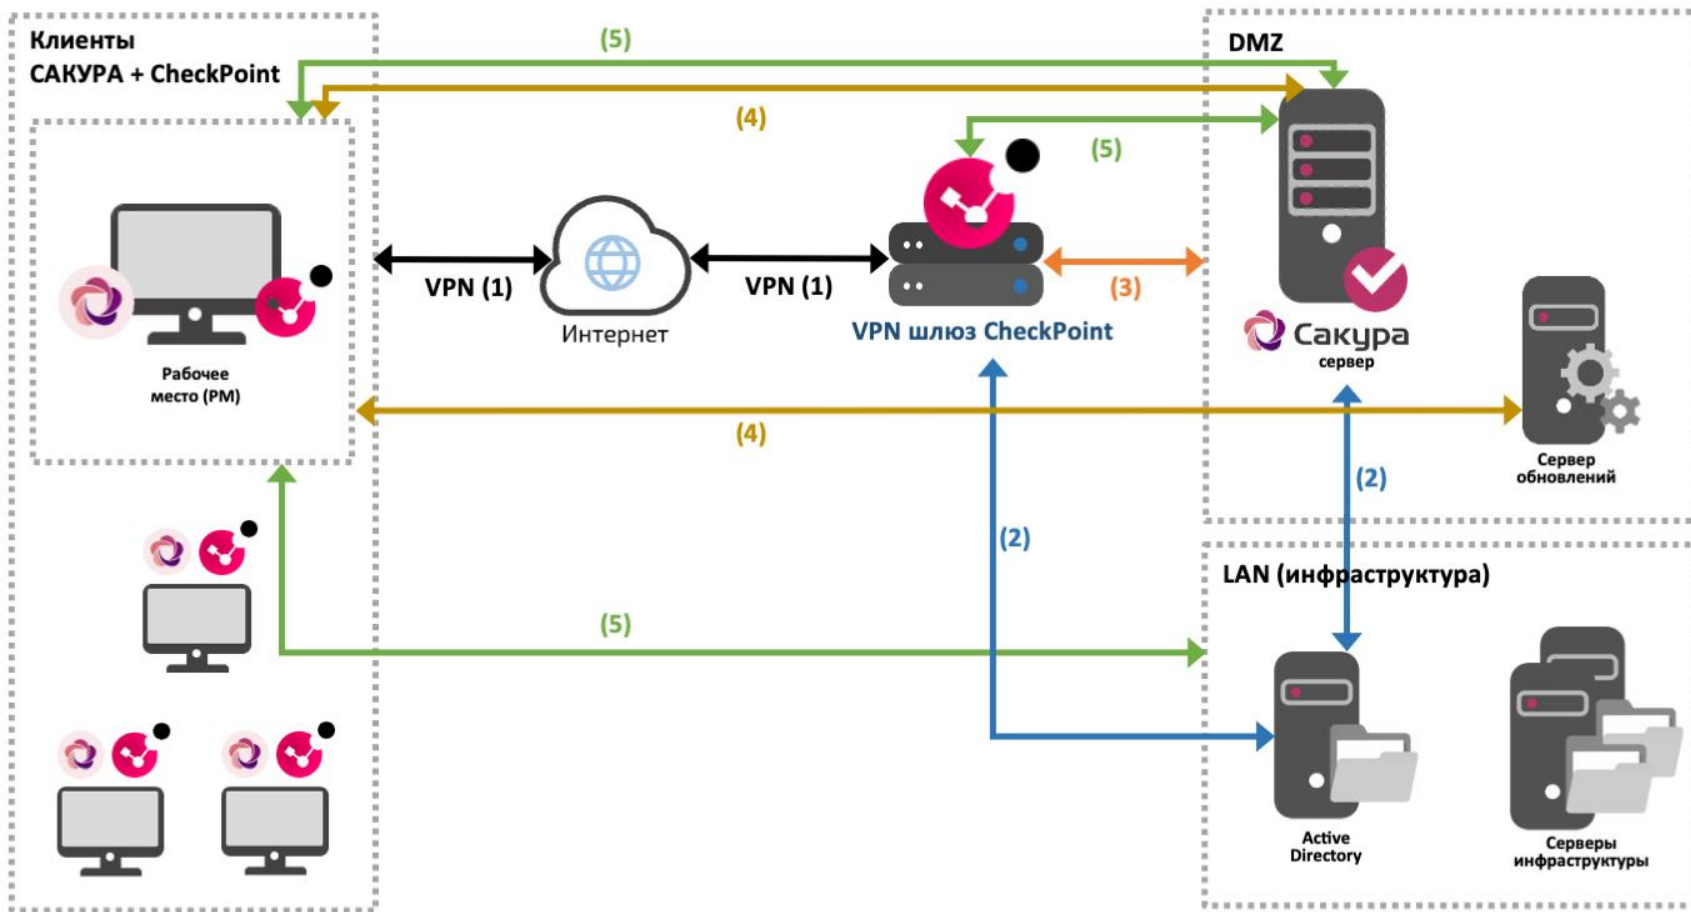 Клиенты
САКУРА + CheckPoint
(5)
DMZ
(4)
(5)
VPN (1)
VPN (1)
Интернет
(3)
VPN шлюз CheckPoint
Сакура
сервер
Рабочее
место (РМ)
(4)
Сервер
обновлений
(2)
(2)
LAN (инфраструктура)
(5)
Active
Directory
Серверы
инфраструктуры